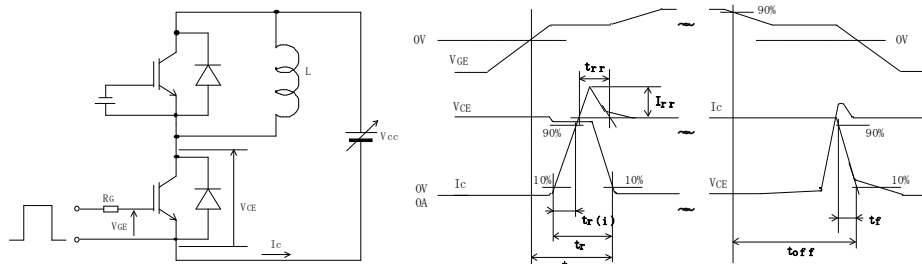 L
Vcc
RG
VGE
VCE
Ic
0V
VGE
trr
Irr
VCE
90%
Ic
10%
10%
0V
0A
tr(i)
tr
90%
0V
Ic
90%
VCE
10%
tf
toff